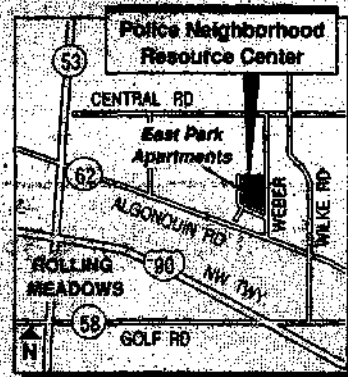 Police Neighborhood
Resource Center
53
CENTRAL RD
East Park
Apartments
62
ALGONQUIN RD
WEBER
WILKE RD
ROLLING
MEADOWS
90
NW TWY
58
GOLF RD
N